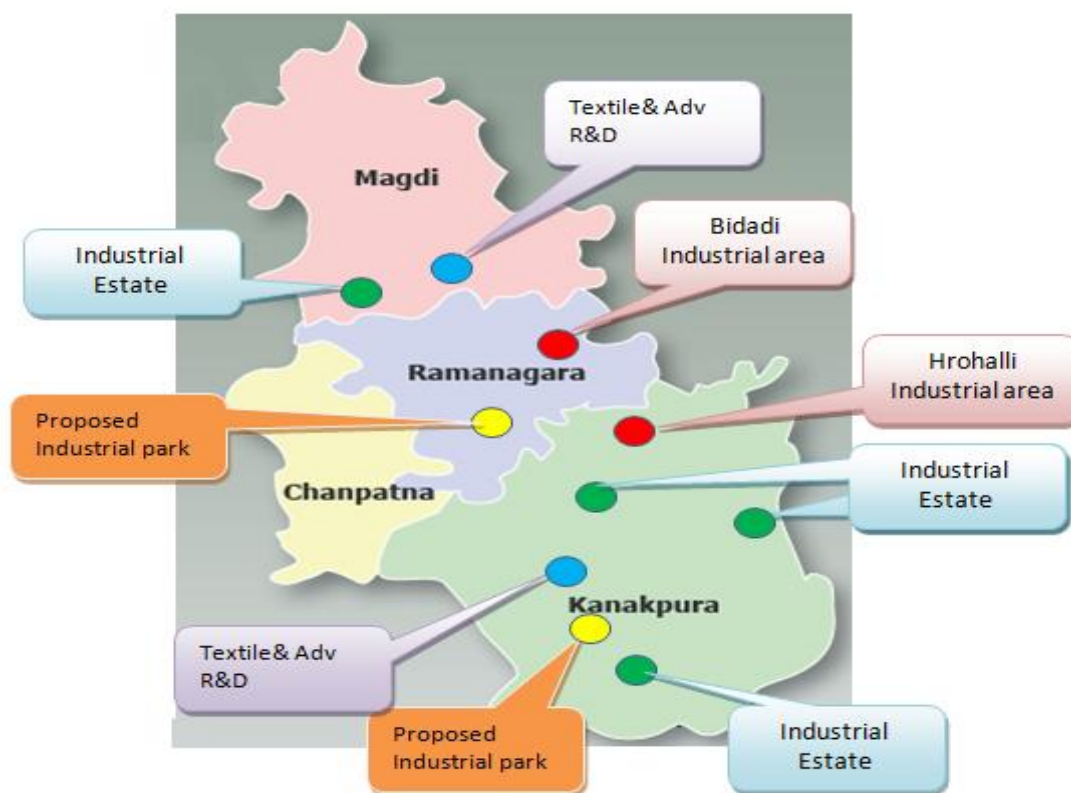 Textile& Adv
R&D
Magdi
Bidadi
Industrial area
Industrial
Estate
Hrohalli
Industrial area
Ramanagara
Proposed
Industrial park
Industrial
Estate
Chanpatna
Kanakpura
Textile& Adv
R&D
Proposed
Industrial park
Industrial
Estate